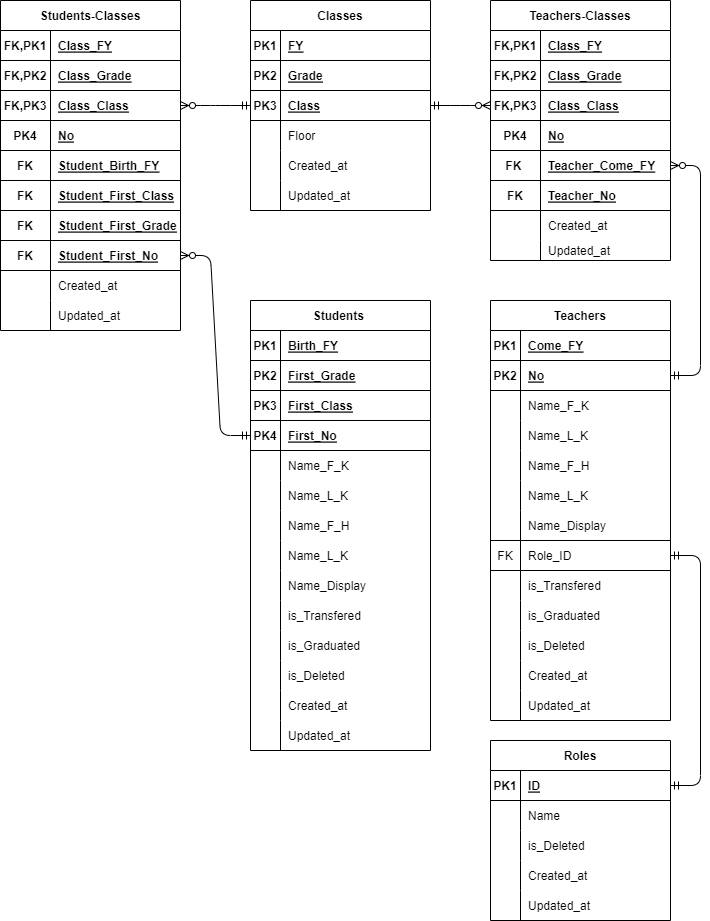 Students-Classes
FK,PK1 Class_FY
FK,PK2 Class_Grade
FK,PK3 Class_Class
PK4 No
FK Student_Birth_FY
FK Student_First_Class
FK Student_First_Grade
FK Student_First_No
Created_at
Updated_at
Classes
PK1 FY
PK2 Grade
PK3 Class
Floor
Created_at
Updated_at
Teachers-Classes
FK,PK1 Class_FY
FK,PK2 Class_Grade
FK,PK3 Class_Class
PK4 No
FK Teacher_Come_FY
FK Teacher_No
Created_at
Updated_at
Students
PK1 Birth_FY
PK2 First_Grade
PK3 First_Class
PK4 First_No
Name_F_K
Name_L_K
Name_F_H
Name_L_K
Name_Display
is_Transfered
is_Graduated
is_Deleted
Created_at
Updated_at
Teachers
PK1 Come_FY
PK2 No
Name_F_K
Name_L_K
Name_F_H
Name_L_K
Name_Display
FK Role_ID
is_Transfered
is_Graduated
is_Deleted
Created_at
Updated_at
Roles
PK1 ID
Name
is_Deleted
Created_at
Updated_at